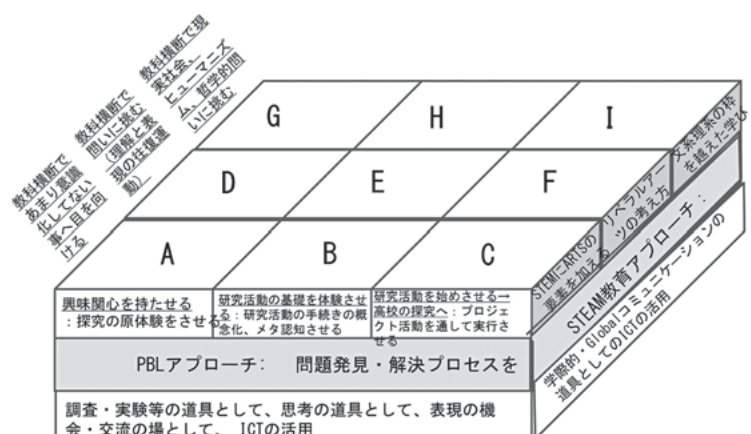 教科横断で
あまり意識
化してない
事へ目を向
ける
教科横断で
問いに挑む
(理解と表
現の往復運
動)
教科横断で現
実社会、
ヒューマニズ
ム、哲学的問
いに挑む
G
H
I
D
E
F
A
B
C
興味関心を持たせる
:探究の原体験をさせる
研究活動の基礎を体験させ
る:研究活動の手続きの概
念化、メタ認知させる
研究活動を始めさせる→
高校の探究へ:プロジェ
クト活動を通して実行さ
せる
STEMにARTSの
要素を加える
リベラルアー
ツの考え方
文系理系の枠
を越えた学び
PBLアプローチ: 問題発見・解決プロセスを
STEAM教育アプローチ:
調査・実験等の道具として、思考の道具として、表現の機
会・交流の場として、 ICTの活用
学際的・Globalコミュニケーションの
道具としてのICTの活用